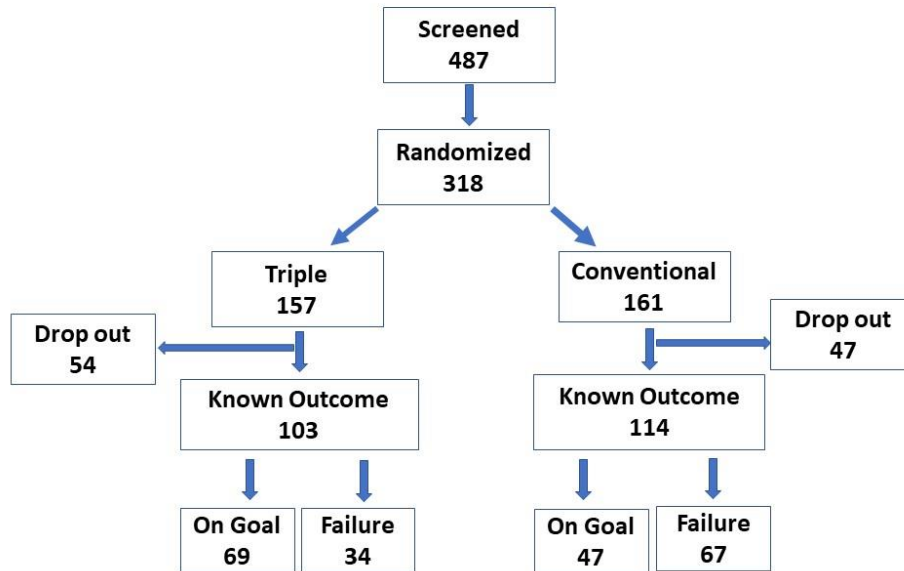 Screened
487
Randomized
318
Triple
157
Conventional
161
Drop out
54
Drop out
47
Known Outcome
103
Known Outcome
114
On Goal
69
Failure
34
On Goal
47
Failure
67